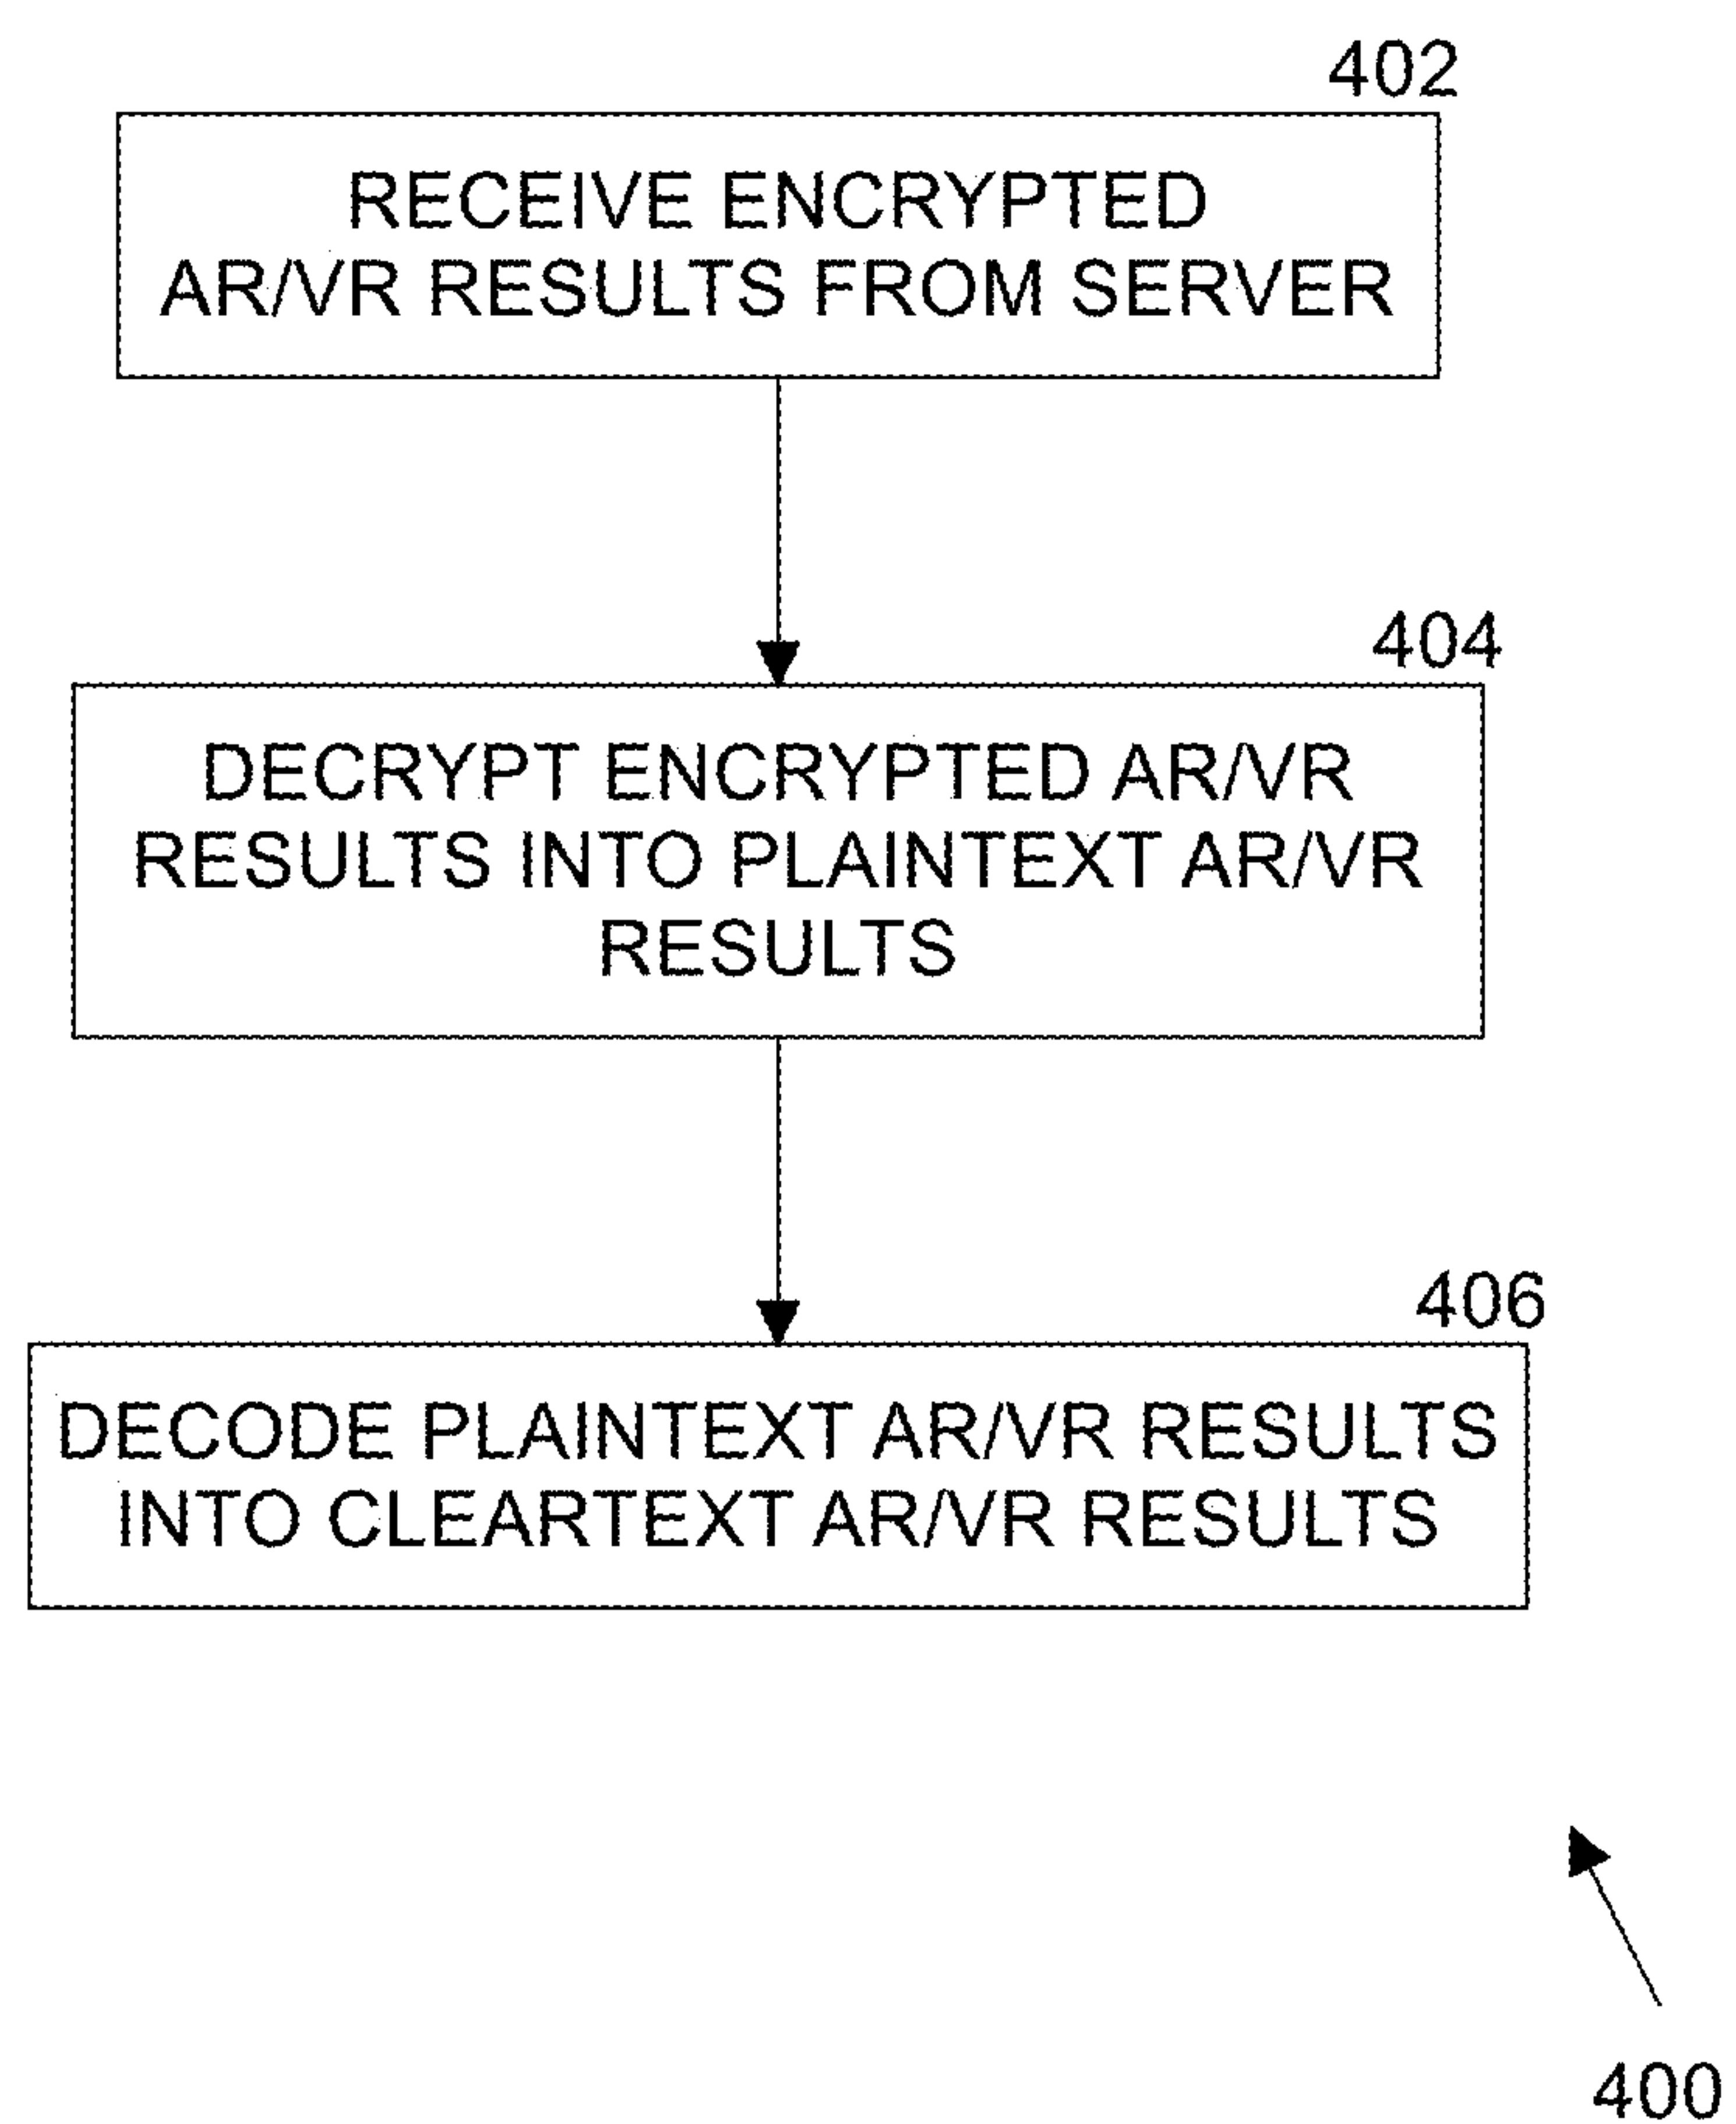 402
RECEIVE ENCRYPTED
AR/VR RESULTS FROM SERVER
404
DECRYPT ENCRYPTED AR/VR
RESULTS INTO PLAINTEXT AR/VR
RESULTS
406
DECODE PLAINTEXT AR/VR RESULTS
INTO CLEARTEXT AR/VR RESULTS
400